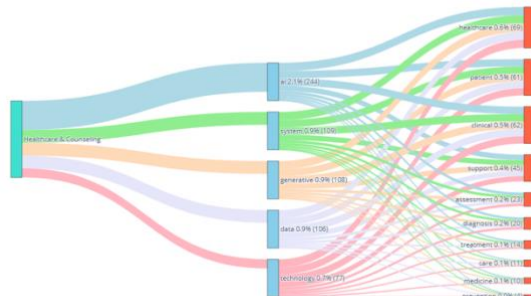 Healthcare & Counseling
ai 2.1% (244)
system 0.9% (109)
generative 0.9% (108)
data 0.9% (106)
technology 0.7% (77)
healthcare 0.6% (69)
patient 0.5% (61)
clinical 0.5% (62)
support 0.4% (45)
assessment 0.2% (23)
diagnosis 0.2% (20)
treatment 0.1% (14)
care 0.1% (11)
medicine 0.1% (10)